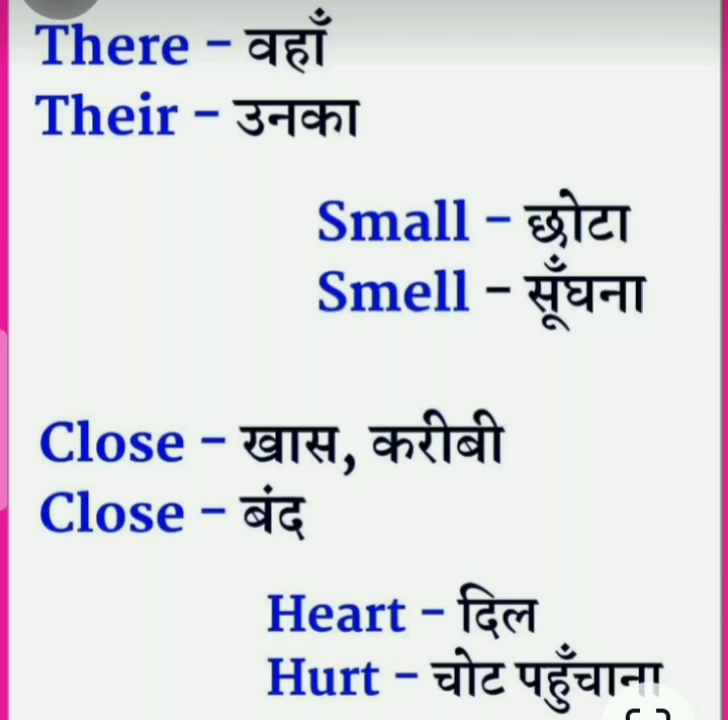 There - वहाँ
Their - उनका
Small - छोटा
Smell - सूँघना
Close - खास, करीबी
Close - बंद
Heart - दिल
Hurt - चोट पहुँचाना